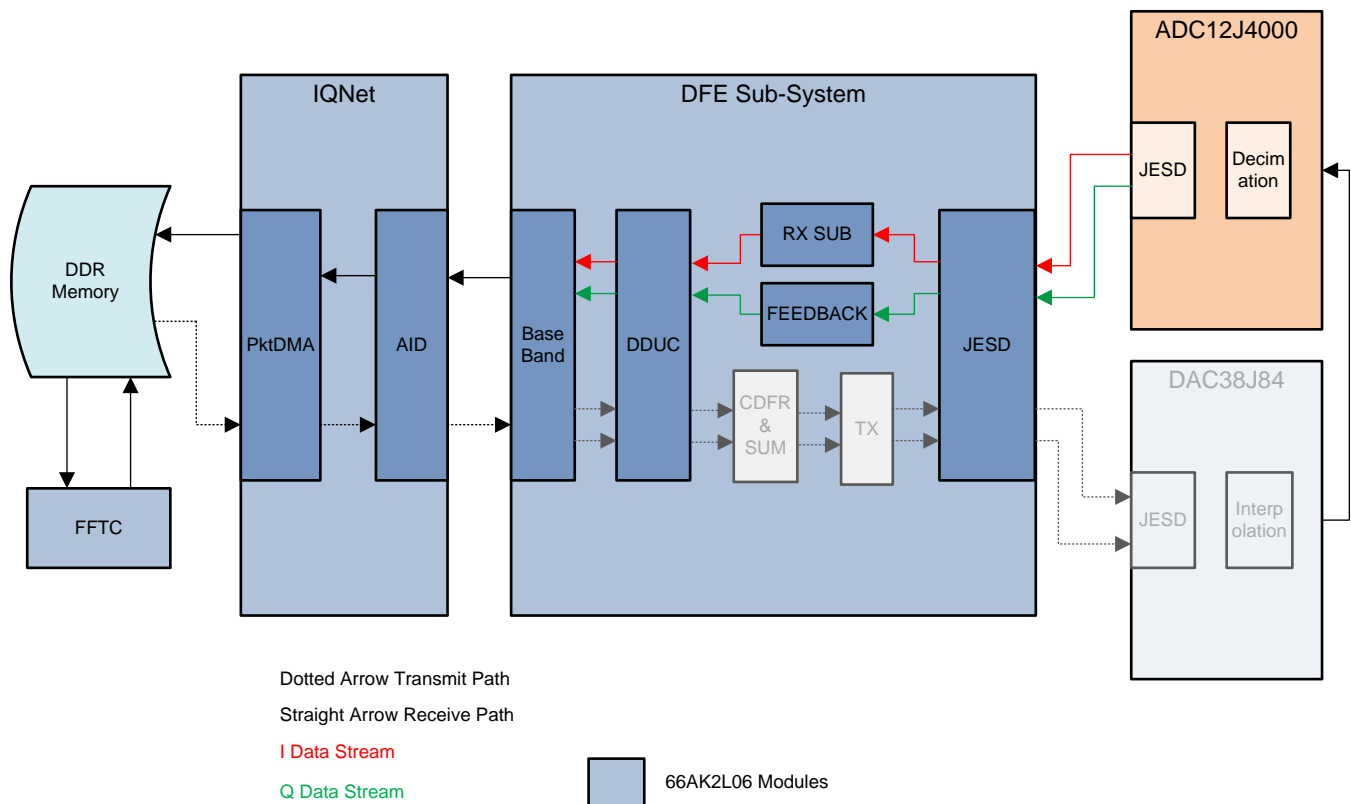 ADC12J4000
IQNet
DFE Sub-System
JESD
Decim
ation
DDR
Memory
PktDMA
AID
Base
Band
DDUC
RX SUB
FEEDBACK
JESD
CDFR
&
SUM
TX
DAC38J84
JESD
Interp
olation
FFTC
Dotted Arrow Transmit Path
Straight Arrow Receive Path
I Data Stream
Q Data Stream
66AK2L06 Modules